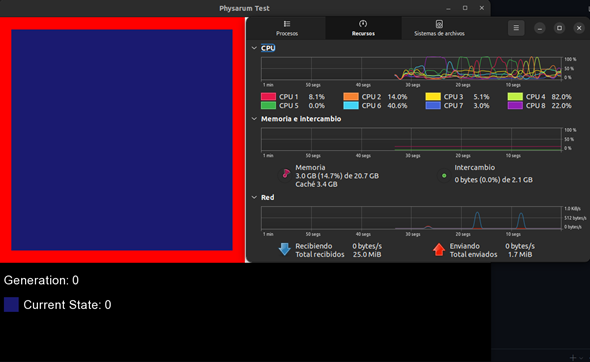 Physarum Test
Procesos
Recursos
Sistemas de archivos
CPU
100 %
50 %
0 %
1 min
50 segs
40 segs
30 segs
20 segs
10 segs
CPU 1 8.1%
CPU 2 14.0%
CPU 3 5.1%
CPU 4 82.0%
CPU 5 0.0%
CPU 6 40.6%
CPU 7 3.0%
CPU 8 22.0%
Memoria e intercambio
100 %
50 %
0 %
1 min
50 segs
40 segs
30 segs
20 segs
10 segs
Memoria
3.0 GB (14.7%) de 20.7 GB
Caché 3.4 GB
Intercambio
0 bytes (0.0%) de 2.1 GB
Red
1.0 KiB/s
512 bytes/s
0 bytes/s
1 min
50 segs
40 segs
30 segs
20 segs
10 segs
Recibiendo 0 bytes/s
Total recibidos 25.0 MiB
Enviando 0 bytes/s
Total enviados 1.7 MiB
Generation: 0
Current State: 0